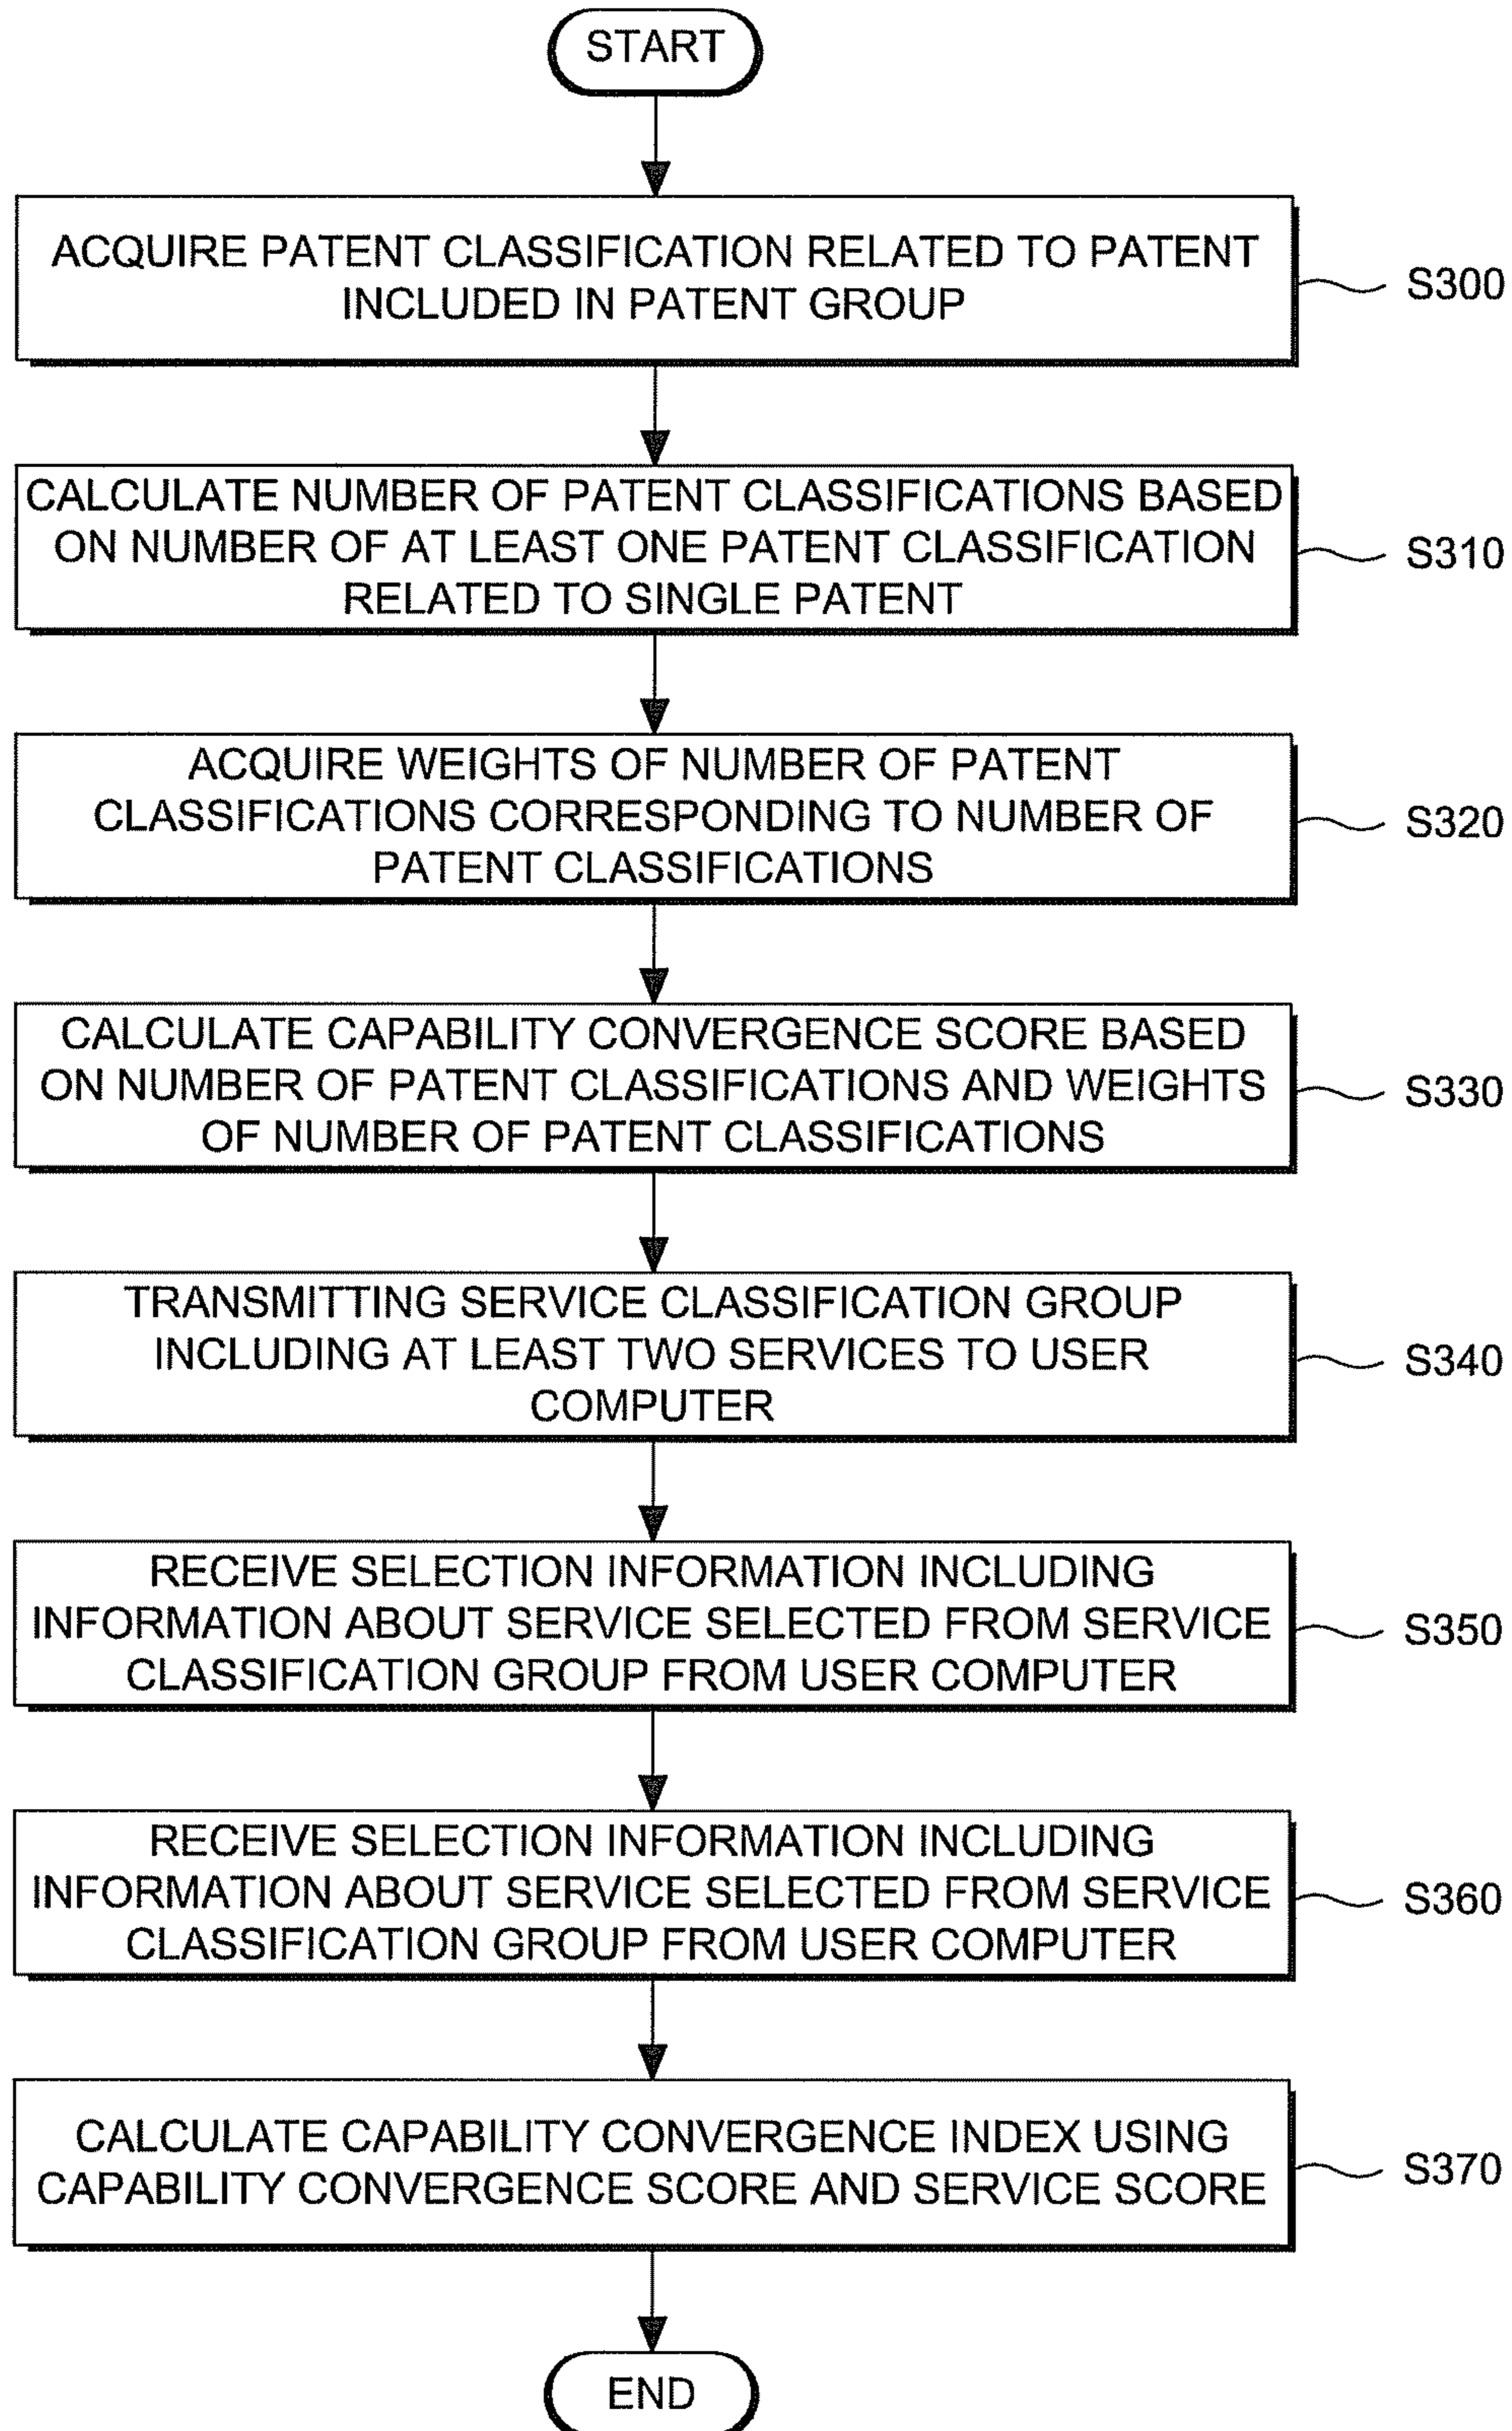 START
ACQUIRE PATENT CLASSIFICATION RELATED TO PATENT
INCLUDED IN PATENT GROUP
S300
CALCULATE NUMBER OF PATENT CLASSIFICATIONS BASED
ON NUMBER OF AT LEAST ONE PATENT CLASSIFICATION
RELATED TO SINGLE PATENT
S310
ACQUIRE WEIGHTS OF NUMBER OF PATENT
CLASSIFICATIONS CORRESPONDING TO NUMBER OF
PATENT CLASSIFICATIONS
S320
CALCULATE CAPABILITY CONVERGENCE SCORE BASED
ON NUMBER OF PATENT CLASSIFICATIONS AND WEIGHTS
OF NUMBER OF PATENT CLASSIFICATIONS
S330
TRANSMITTING SERVICE CLASSIFICATION GROUP
INCLUDING AT LEAST TWO SERVICES TO USER
COMPUTER
S340
RECEIVE SELECTION INFORMATION INCLUDING
INFORMATION ABOUT SERVICE SELECTED FROM SERVICE
CLASSIFICATION GROUP FROM USER COMPUTER
S350
RECEIVE SELECTION INFORMATION INCLUDING
INFORMATION ABOUT SERVICE SELECTED FROM SERVICE
CLASSIFICATION GROUP FROM USER COMPUTER
S360
CALCULATE CAPABILITY CONVERGENCE INDEX USING
CAPABILITY CONVERGENCE SCORE AND SERVICE SCORE
S370
END